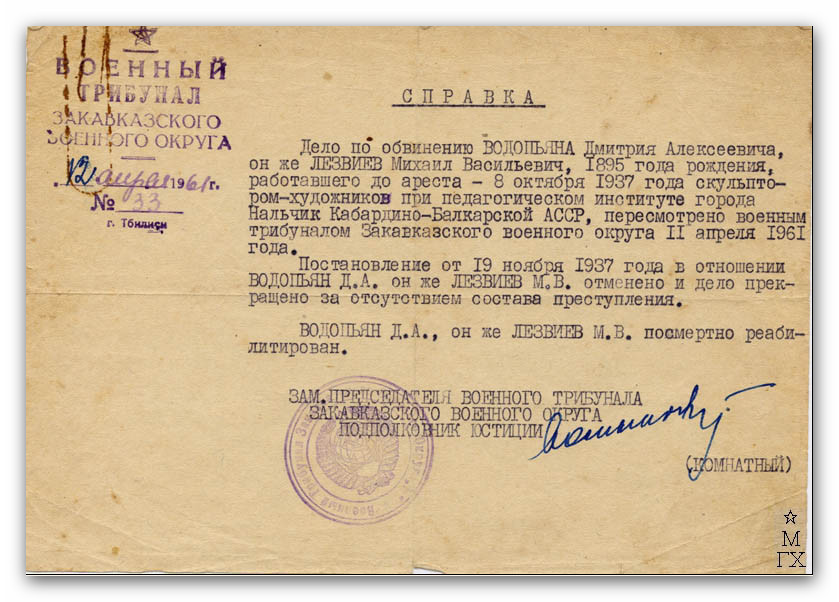 ВОЕННЫЙ
ТРИБУНАЛ
ЗАКАВКАЗСКОГО
ВОЕННОГО ОКРУГА
12 апреля 1961 г.
№ 33
г. Тбилиси
СПРАВКА
Дело по обвинению ВОДОПЬЯНА Дмитрия Алексеевича,
он же ЛЕЗВИЕВ Михаил Васильевич, 1895 года рождения,
работавшего до ареста - 8 октября 1937 года скульпто-
ром-художников при педагогическом институте города
Нальчик Кабардино-Балкарской АССР, пересмотрено военным
трибуналом Закавказского военного округа 11 апреля 1961
года.
Постановление от 19 ноября 1937 года в отношении
ВОДОПЬЯН Д.А. он же ЛЕЗВИЕВ М.В. отменено и дело прек-
ращено за отсутствием состава преступления.
ВОДОПЬЯН Д.А., он же ЛЕЗВИЕВ М.В. посмертно реаби-
литирован.
ЗАМ.ПРЕДСЕДАТЕЛЯ ВОЕННОГО ТРИБУНАЛА
ЗАКАВКАЗСКОГО ВОЕННОГО ОКРУГА
ПОДПОЛКОВНИК ЮСТИЦИИ
(КОМНАТНЫЙ)
Военный Трибунал
М
ГХ